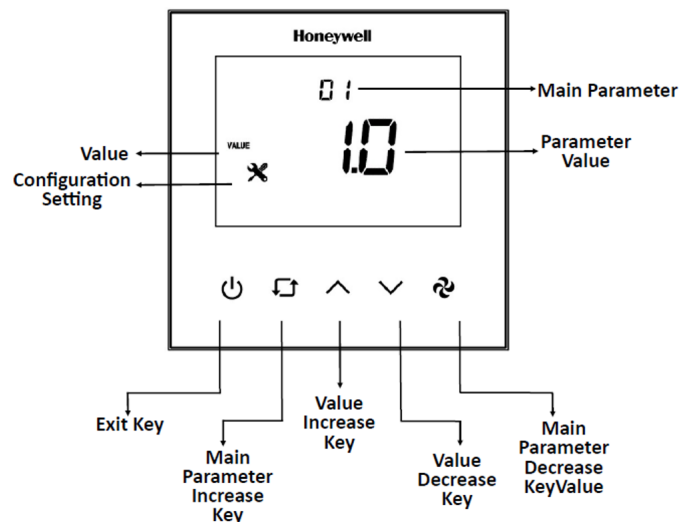 Honeywell
01
Main Parameter
VALUE
1.0
Parameter
Value
Value
Configuration
Setting
Exit Key
Main
Parameter
Increase
Key
Value
Increase
Key
Value
Decrease
Key
Main
Parameter
Decrease
KeyValue